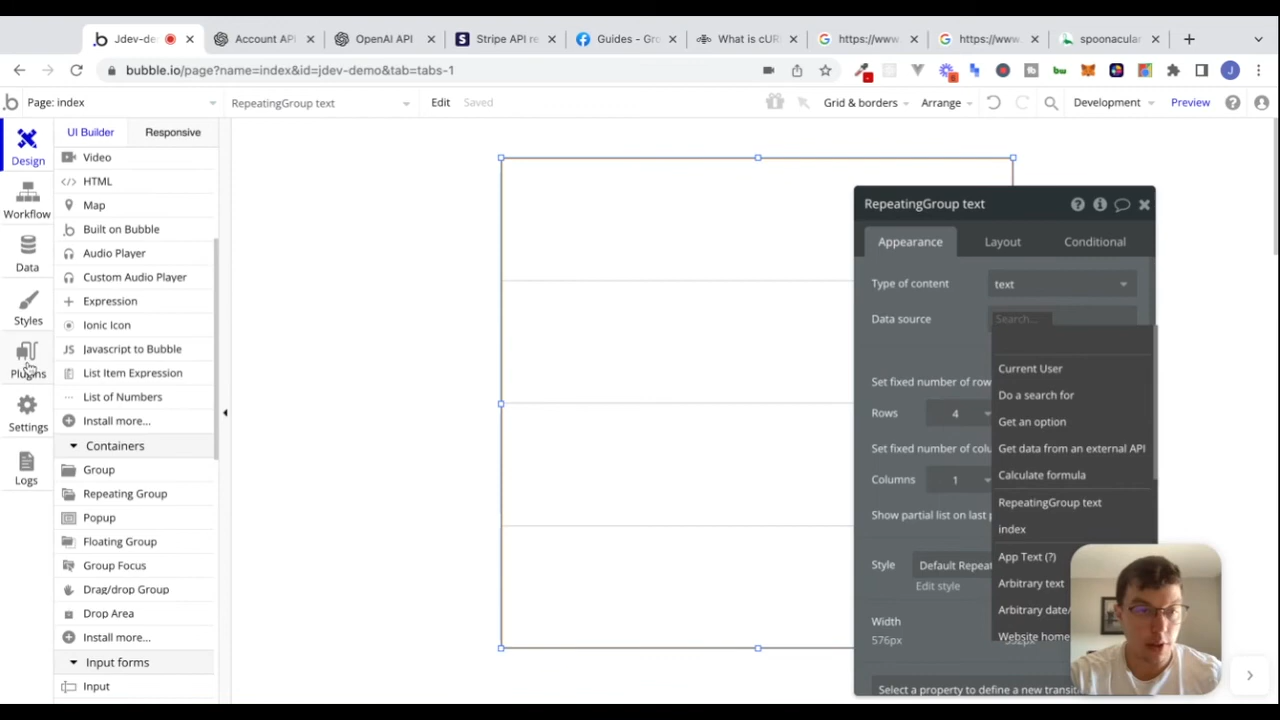 Jdev-de
Account API
OpenAI API
Stripe API re
Guides - Gro
What is cUR
https://www.
https://www.
spoonacular
bubble.io/page?name=index&id=jdev-demo&tab=tabs-1
Page: index
RepeatingGroup text
Edit
Saved
Grid & borders
Arrange
Development
Preview
Design
Workflow
Data
Styles
Plugins
Settings
Logs
UI Builder
Responsive
Video
HTML
Map
Built on Bubble
Audio Player
Custom Audio Player
Expression
Ionic Icon
Javascript to Bubble
List Item Expression
List of Numbers
Install more...
Containers
Group
Repeating Group
Popup
Floating Group
Group Focus
Drag/drop Group
Drop Area
Install more...
Input forms
Input
RepeatingGroup text
Appearance
Layout
Conditional
Type of content
text
Data source
Search...
Set fixed number of row
Rows
4
Set fixed number of colu
Columns
1
Show partial list on last p
Style
Default Repeat
Edit style
Width
576px
Select a property to define a new transiti
Current User
Do a search for
Get an option
Get data from an external API
Calculate formula
RepeatingGroup text
index
App Text (?)
Arbitrary text
Arbitrary date/
Website home